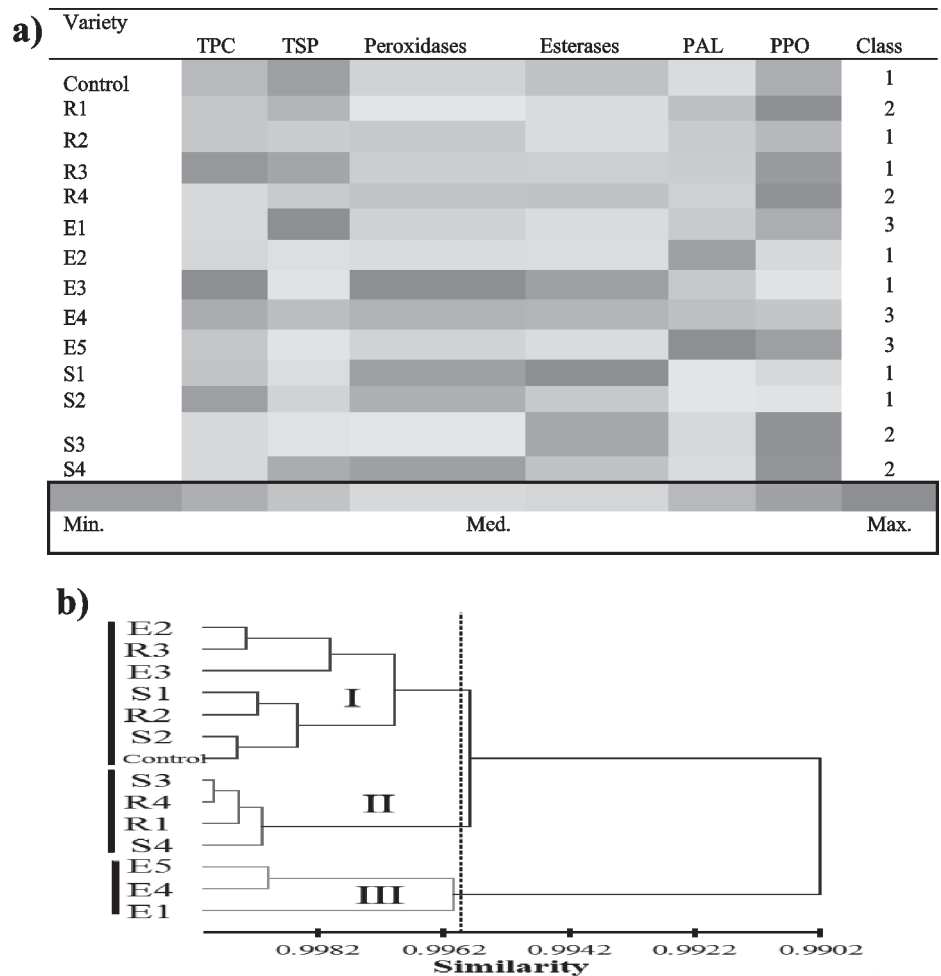 a)
Variety
TPC TSP Peroxidases Esterases PAL PPO Class
Control 1
R1 2
R2 1
R3 1
R4 2
E1 3
E2 1
E3 1
E4 3
E5 3
S1 1
S2 1
S3 2
S4 2
Min. Med. Max.
b)
E2
R3
E3
S1
I
R2
S2
Control
S3
R4
II
R1
S4
E5
E4
III
E1
0.9982 0.9962 0.9942 0.9922 0.9902
Similarity